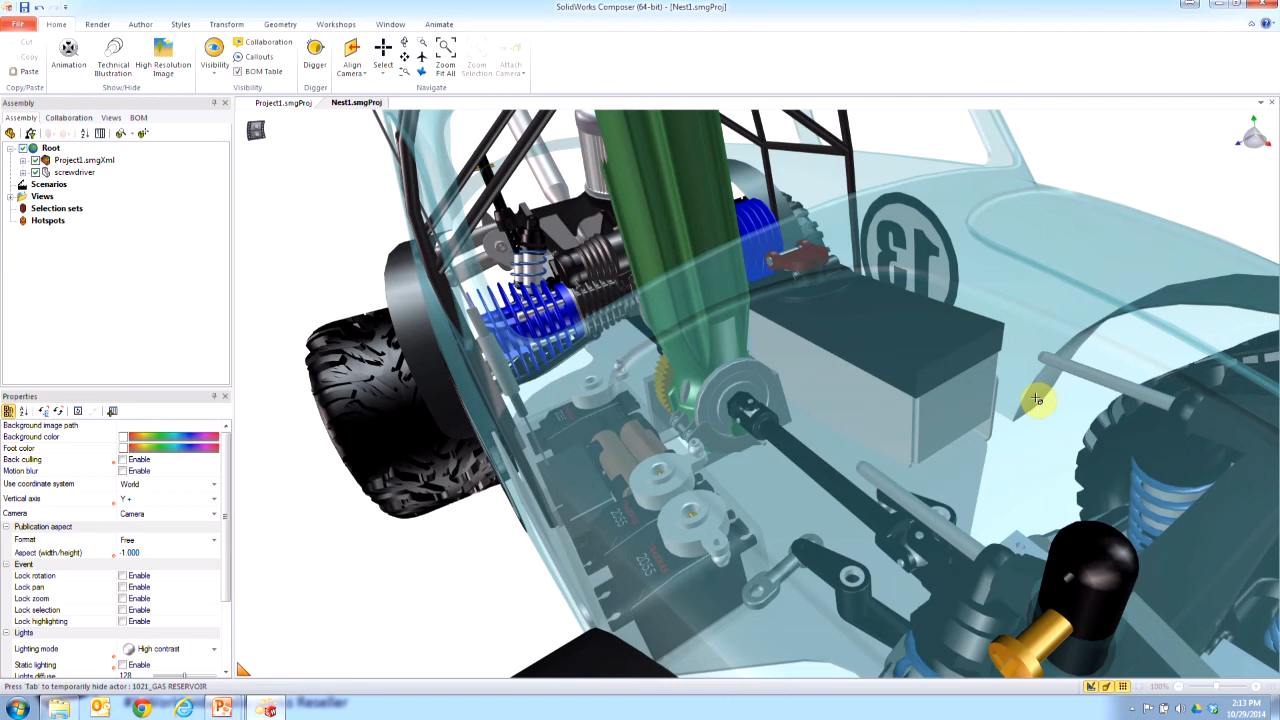 SolidWorks Composer (64-bit) - [Nest1.smgProj]
File Home Render Author Styles Transform Geometry Workshops Window Animate
Cut
Copy
Paste
Copy/Paste
Animation
Technical Illustration
High Resolution Image
Show/Hide
Visibility
Collaboration
Callouts
BOM Table
Visibility
Digger
Digger
Align Camera
Select
Zoom Fit All
Zoom Selection
Attach Camera
Navigate
Assembly
Assembly Collaboration Views BOM
Project1.smgProj Nest1.smgProj
Root
Project1.smgXml
screwdriver
Scenarios
Views
Selection sets
Hotspots
13
2055
2055
2055
Properties
Background image path
Background color
Foot color
Back culling Enable
Motion blur Enable
Use coordinate system World
Vertical axis Y +
Camera Camera
Publication aspect
Format Free
Aspect (width/height) -1.000
Event
Lock rotation Enable
Lock pan Enable
Lock zoom Enable
Lock selection Enable
Lock highlighting Enable
Lights
Lighting mode High contrast
Static lighting Enable
Lights diffuse 128
Press 'Tab' to temporarily hide actor : 1021_GAS RESERVOIR
100%
Reseller
2:13 PM
10/29/2014